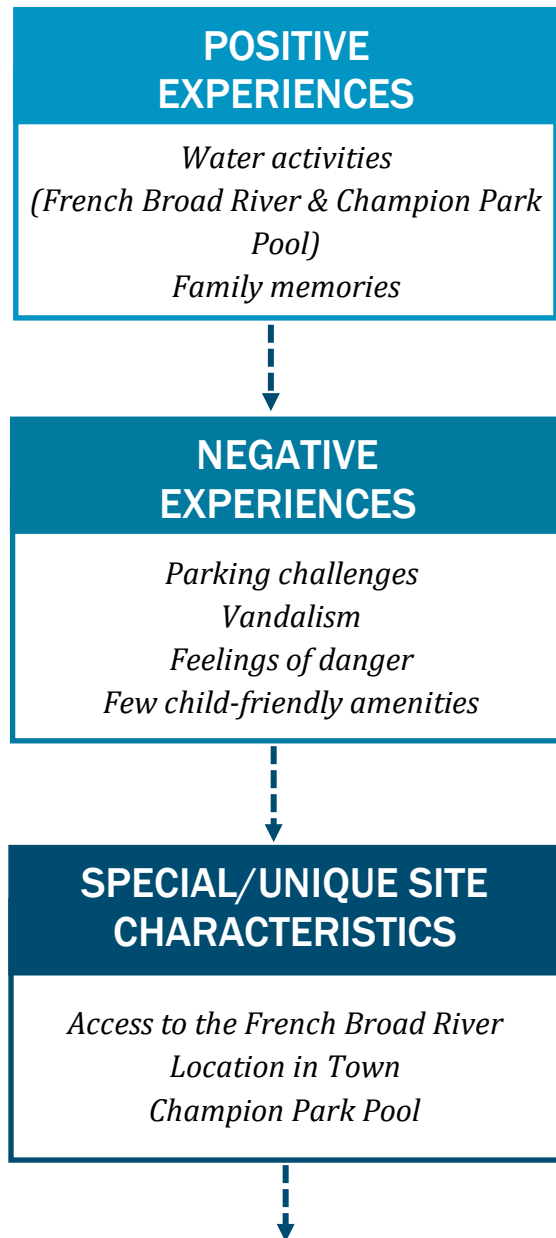 POSITIVE
EXPERIENCES
Water activities
(French Broad River & Champion Park
Pool)
Family memories
NEGATIVE
EXPERIENCES
Parking challenges
Vandalism
Feelings of danger
Few child-friendly amenities
SPECIAL/UNIQUE SITE
CHARACTERISTICS
Access to the French Broad River
Location in Town
Champion Park Pool